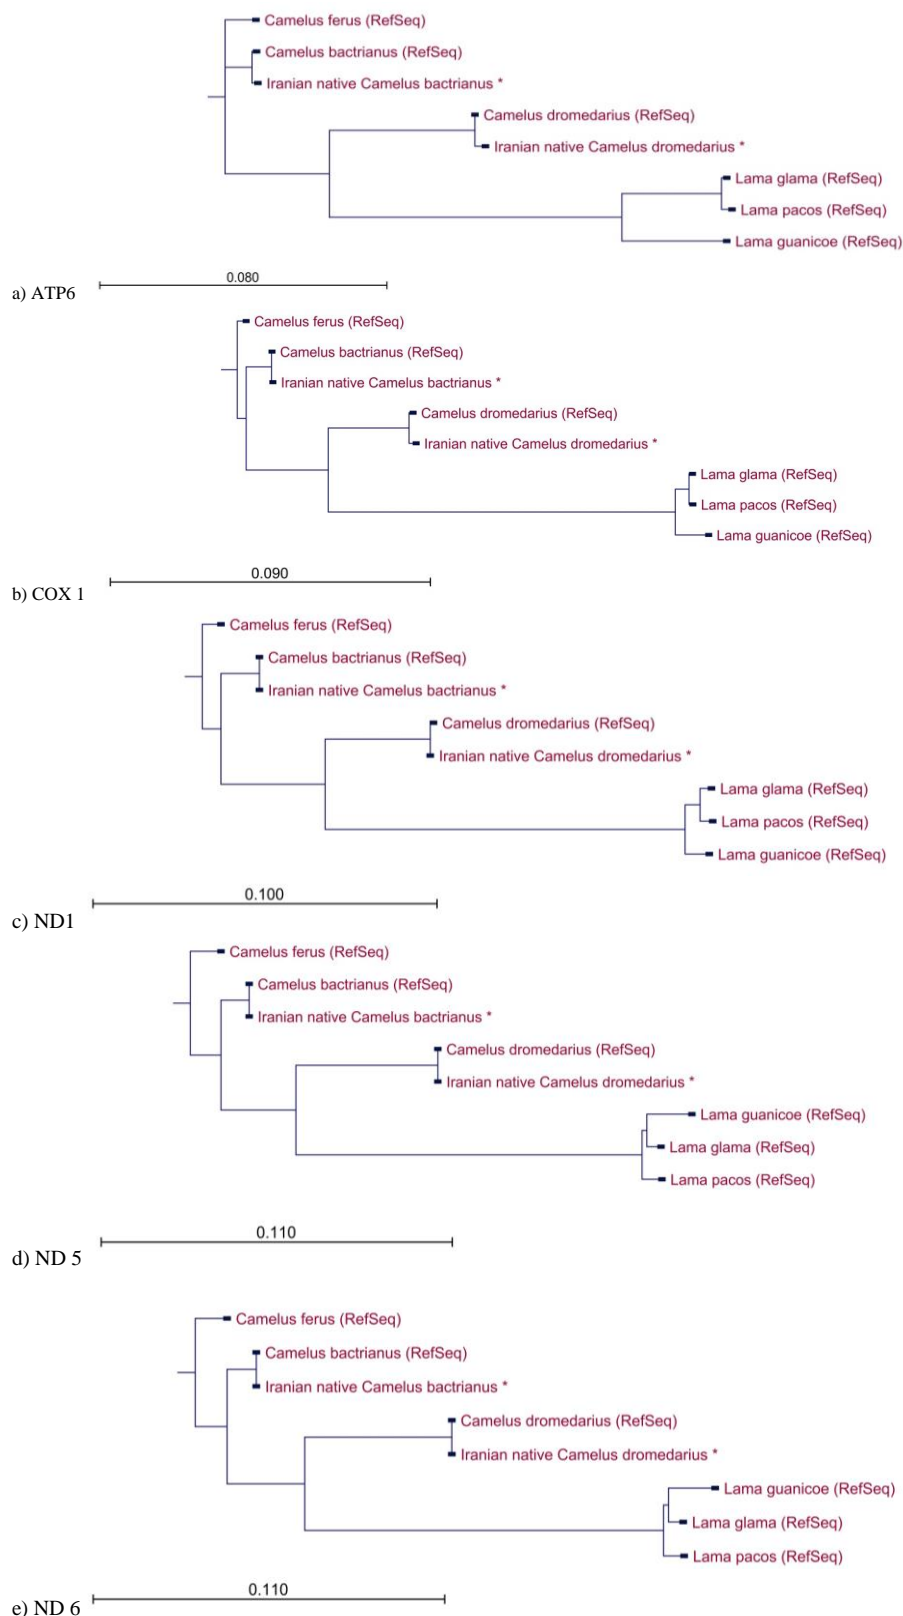 Camelus ferus (RefSeq)
Camelus bactrianus (RefSeq)
Iranian native Camelus bactrianus *
Camelus dromedarius (RefSeq)
Iranian native Camelus dromedarius *
Lama glama (RefSeq)
Lama pacos (RefSeq)
Lama guanicoe (RefSeq)
0.080
a) ATP6
Camelus ferus (RefSeq)
Camelus bactrianus (RefSeq)
Iranian native Camelus bactrianus *
Camelus dromedarius (RefSeq)
Iranian native Camelus dromedarius *
Lama glama (RefSeq)
Lama pacos (RefSeq)
Lama guanicoe (RefSeq)
0.090
b) COX 1
Camelus ferus (RefSeq)
Camelus bactrianus (RefSeq)
Iranian native Camelus bactrianus *
Camelus dromedarius (RefSeq)
Iranian native Camelus dromedarius *
Lama glama (RefSeq)
Lama pacos (RefSeq)
Lama guanicoe (RefSeq)
0.100
c) ND1
Camelus ferus (RefSeq)
Camelus bactrianus (RefSeq)
Iranian native Camelus bactrianus *
Camelus dromedarius (RefSeq)
Iranian native Camelus dromedarius *
Lama guanicoe (RefSeq)
Lama glama (RefSeq)
Lama pacos (RefSeq)
0.110
d) ND 5
Camelus ferus (RefSeq)
Camelus bactrianus (RefSeq)
Iranian native Camelus bactrianus *
Camelus dromedarius (RefSeq)
Iranian native Camelus dromedarius *
Lama guanicoe (RefSeq)
Lama glama (RefSeq)
Lama pacos (RefSeq)
0.110
e) ND 6